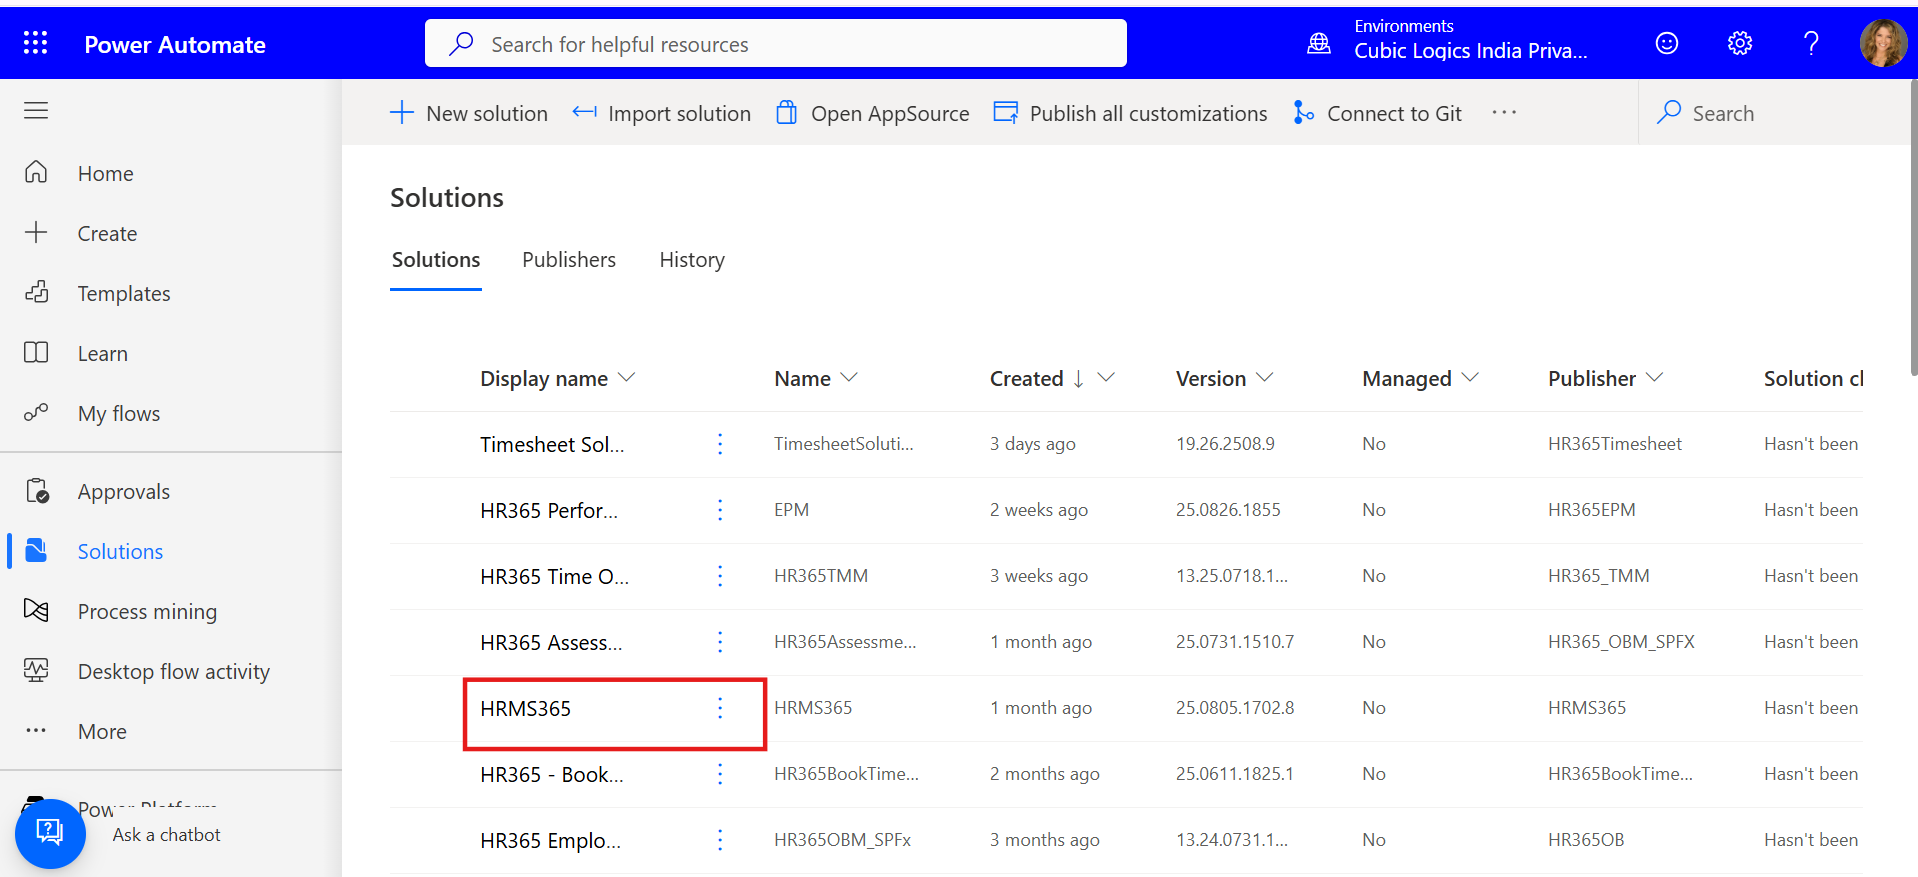 Power Automate
Search for helpful resources
Environments
Cubic Logics India Priva...
New solution
Import solution
Open AppSource
Publish all customizations
Connect to Git
Search
Home
Create
Templates
Learn
My flows
Approvals
Solutions
Process mining
Desktop flow activity
More
Ask a chatbot
Solutions
Solutions Publishers History
Display name Name Created Version Managed Publisher Solution
Timesheet Sol... TimesheetSoluti... 3 days ago 19.26.2508.9 No HR365Timesheet Hasn't been
HR365 Perfor... EPM 2 weeks ago 25.0826.1855 No HR365EPM Hasn't been
HR365 Time O... HR365TMM 3 weeks ago 13.25.0718.1... No HR365_TMM Hasn't been
HR365 Assess... HR365Assessme... 1 month ago 25.0731.1510.7 No HR365_OBM_SPFX Hasn't been
HRMS365 HRMS365 1 month ago 25.0805.1702.8 No HRMS365 Hasn't been
HR365 - Book... HR365BookTime... 2 months ago 25.0611.1825.1 No HR365BookTime... Hasn't been
HR365 Emplo... HR365OBM_SPFx 3 months ago 13.24.0731.1... No HR365OB Hasn't been